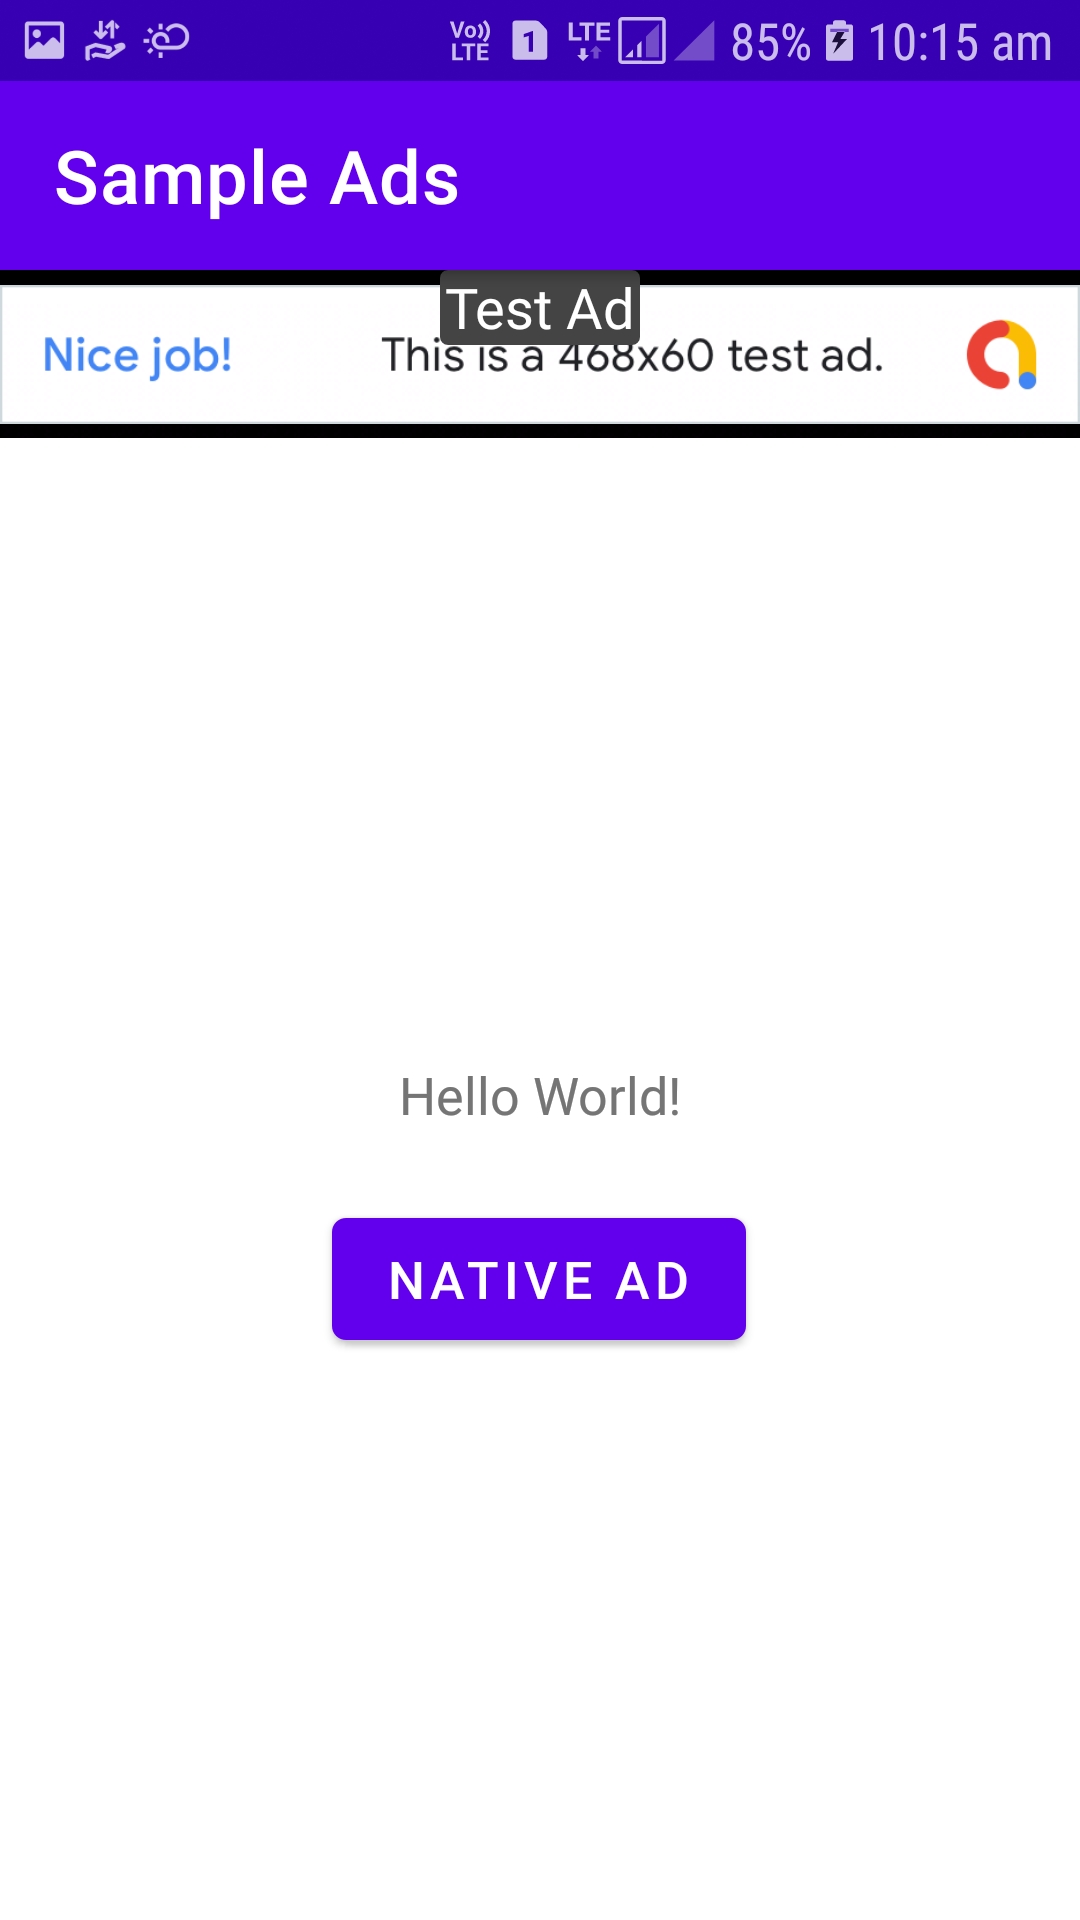 Vo)) LTE 1 LTE 85% 10:15 am
Sample Ads
Test Ad
Nice job! This is a 468x60 test ad.
Hello World!
NATIVE AD